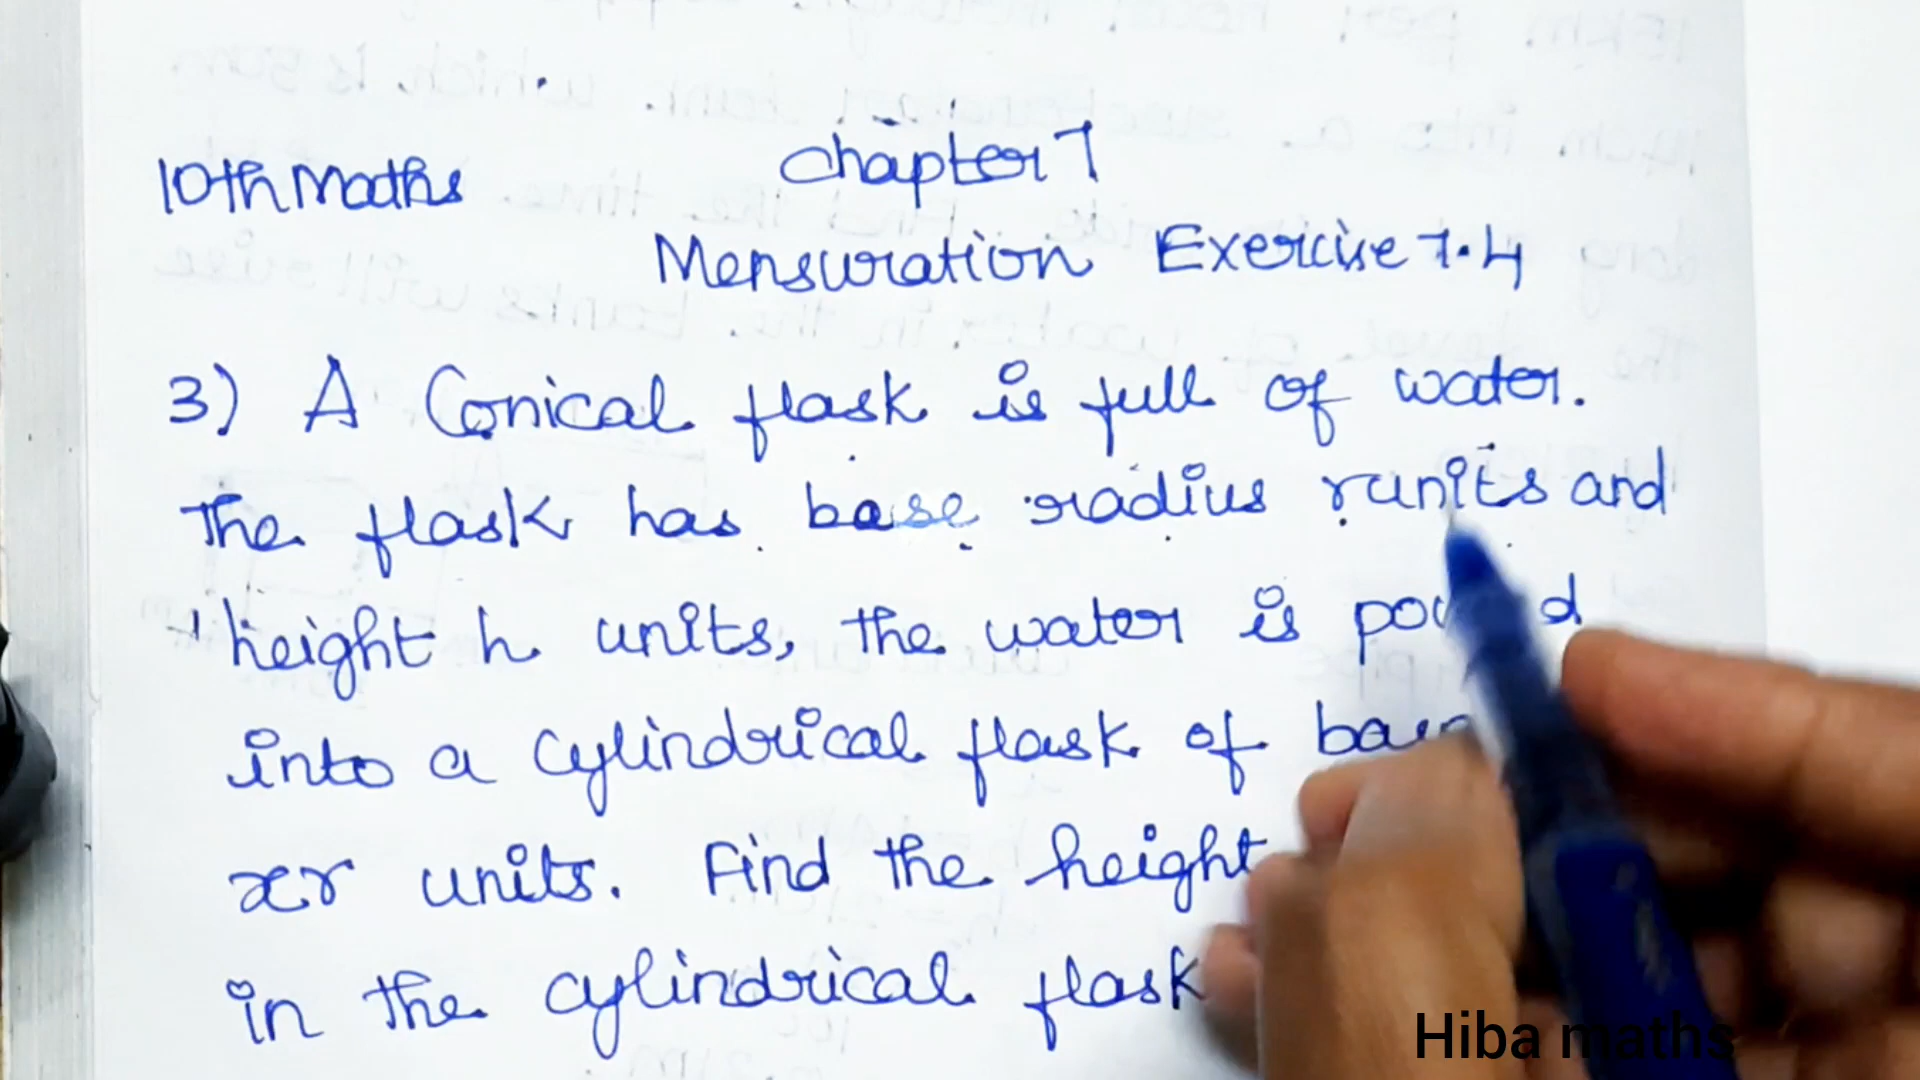 10th Maths
Chapter 7
Mensuration Exercise 7.4
3) A Conical flask is full of water.
The flask has base radius r units and
height h units, the water is
into a cylindrical flask of
xr units. Find the height
in the cylindrical flask
Hiba maths